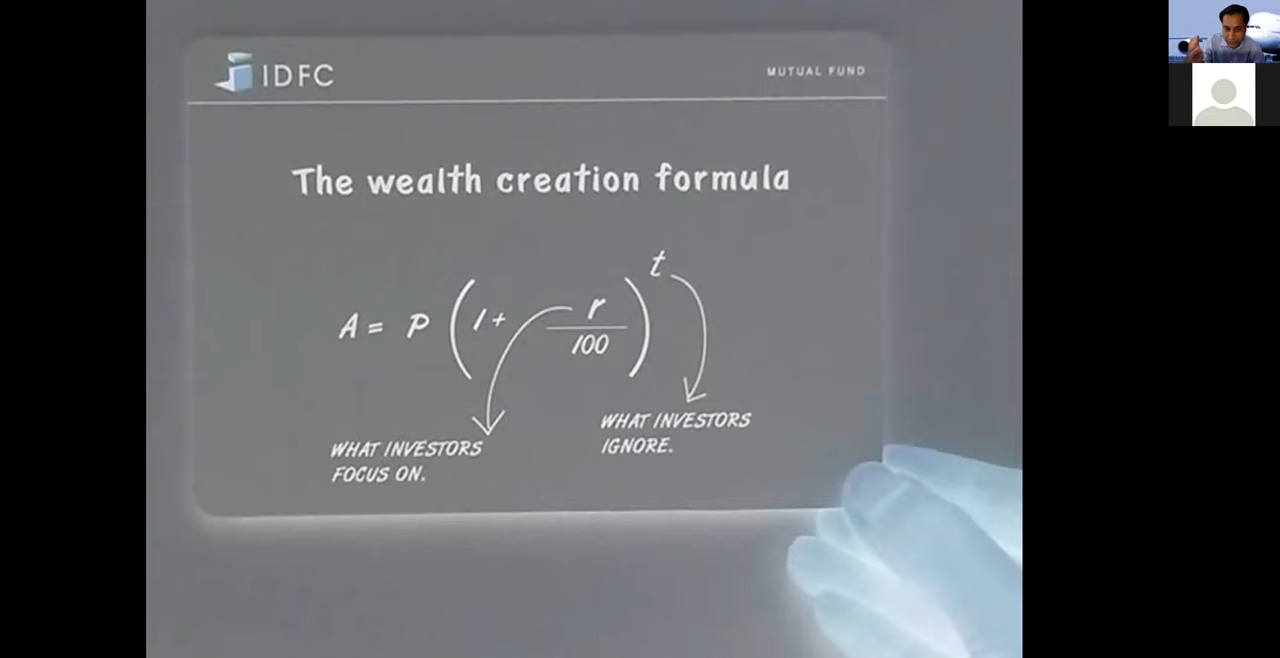 IDFC
MUTUAL FUND
The wealth creation formula
A = P ( 1 + r/100 )^t
WHAT INVESTORS
FOCUS ON.
WHAT INVESTORS
IGNORE.